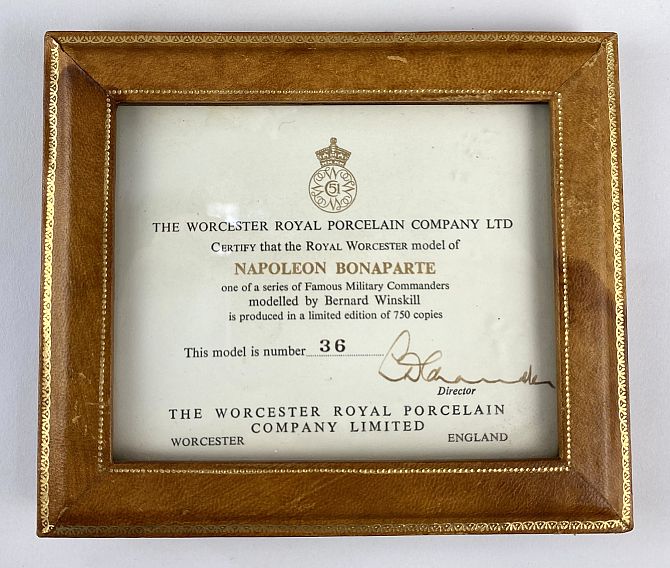 51
THE WORCESTER ROYAL PORCELAIN COMPANY LTD
CERTIFY that the ROYAL WORCESTER model of
NAPOLEON BONAPARTE
one of a series of Famous Military Commanders
modelled by Bernard Winskill
is produced in a limited edition of 750 copies
This model is number 36
Director
THE WORCESTER ROYAL PORCELAIN
COMPANY LIMITED
WORCESTER ENGLAND